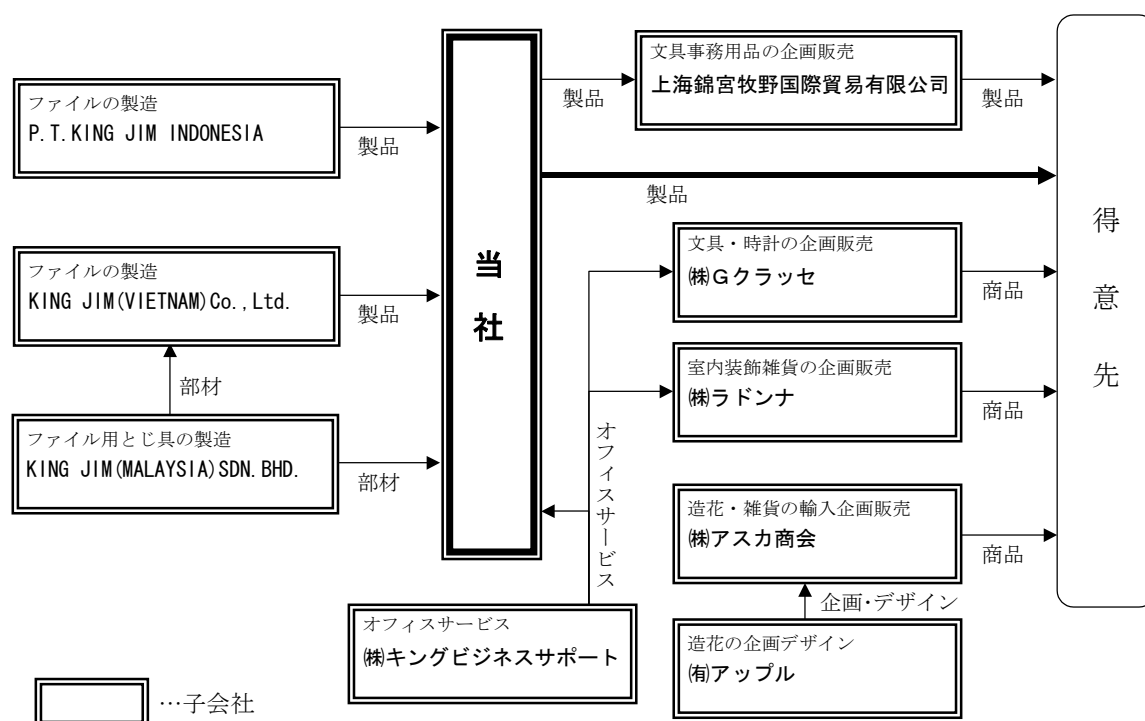 文具事務用品の企画販売
上海錦宮牧野国際貿易有限公司
製品
製品
ファイルの製造
P.T.KING JIM INDONESIA
製品
製品
当社
得意先
文具・時計の企画販売
㈱Gクラッセ
商品
ファイルの製造
KING JIM(VIETNAM)Co.,Ltd.
製品
部材
室内装飾雑貨の企画販売
㈱ラドンナ
商品
ファイル用とじ具の製造
KING JIM(MALAYSIA)SDN.BHD.
部材
オフィスサービス
造花・雑貨の輸入企画販売
㈱アスカ商会
商品
企画・デザイン
オフィスサービス
㈱キングビジネスサポート
造花の企画デザイン
㈲アップル
…子会社